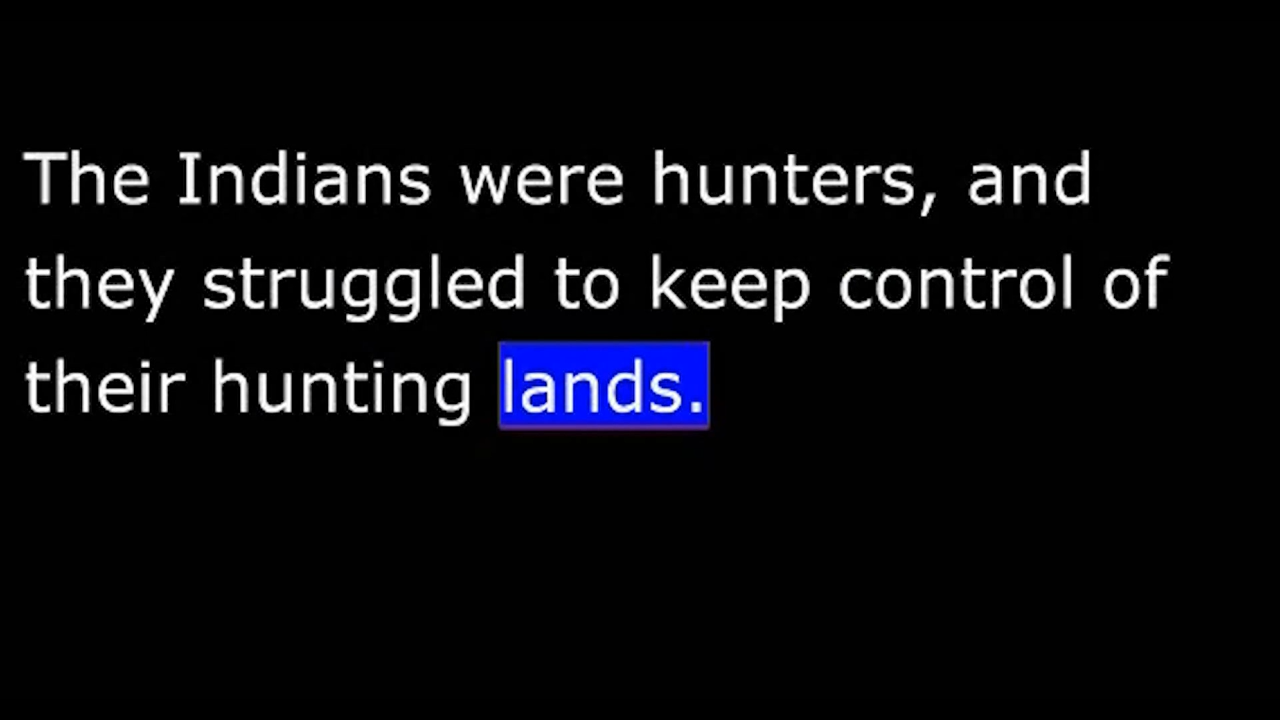 The Indians were hunters, and
they struggled to keep control of
their hunting lands.